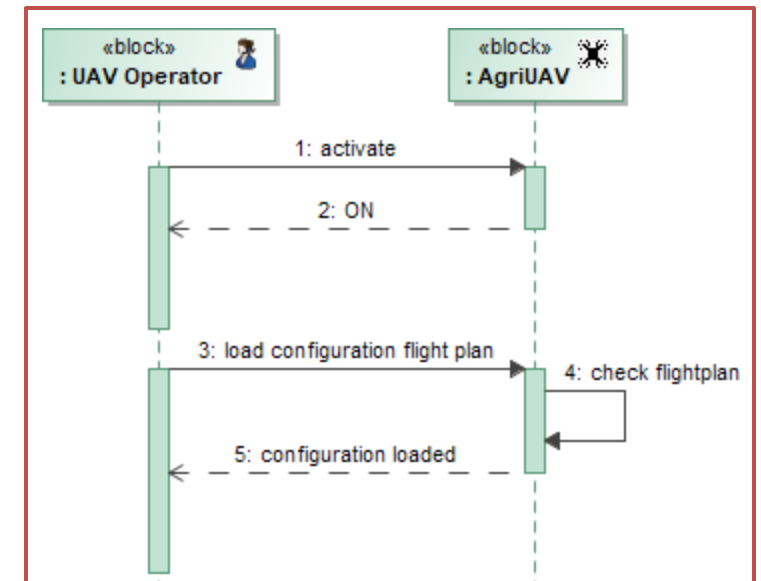 «block»
: UAV Operator
«block»
: AgriUAV
1: activate
2: ON
3: load configuration flight plan
4: check flightplan
5: configuration loaded